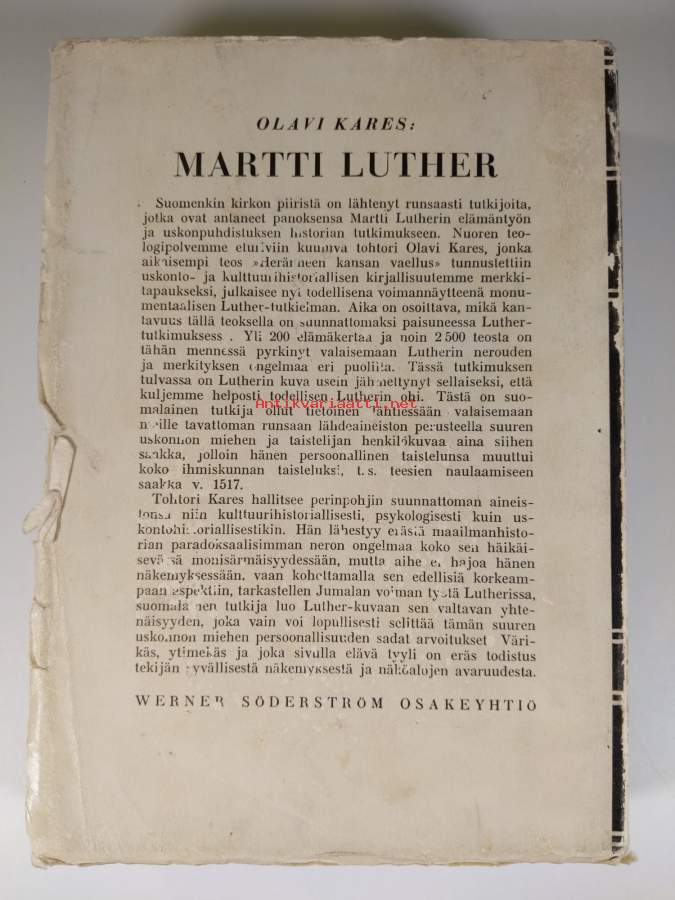 OLAVI KARES:
MARTTI LUTHER
Suomenkin kirkon piiristä on lähtenyt runsaasti tutkijoita,
jotka ovat antaneet panoksensa Martti Lutherin elämäntyön
ja uskonpuhdistuksen historian tutkimukseen. Nuoren teo-
logipolvemme eturiviin kuuluva tohtori Olavi Kares, jonka
aikaisempi teos »Heränneen kansan vaellus» tunnustettiin
uskonto- ja kulttuurihistoriallisen kirjallisuutemme merkki-
tapaukseksi, julkaisee nyt todellisena voimannäytteenä monu-
mentaalisen Luther-tutkielman. Aika on osoittava, mikä kan-
tavuus tällä teoksella on suunnattomaksi paisuneessa Luther-
tutkimuksess . Yli 200 elämäkertaa ja noin 2 500 teosta on
tähän mennessä pyrkinyt valaisemaan Lutherin nerouden
ja merkityksen ongelmaa eri puolilta. Tässä tutkimuksen
tulvassa on Lutherin kuva usein jähmettynyt sellaiseksi, että
kuljemme helposti todellisen Lutherin ohi. Tästä on suo-
Antikvariaatti.net
malainen tutkija ollut tietoinen lähtiessään valaisemaan
meille tavattoman runsaan lähdeaineiston perusteella suuren
uskonnon miehen ja taistelijan henkilökuvaa aina siihen
saakka, jolloin hänen persoonallinen taistelunsa muuttui
koko ihmiskunnan taisteluksi, t.s. teesien naulaamiseen
saakka v. 1517.
Tohtori Kares hallitsee perinpohjin suunnattoman aineis-
tonsa niin kulttuurihistoriallisesti, psykologisesti kuin us-
kontohistoriallisestikin. Hän lähestyy erästä maailmanhisto-
rian paradoksaalisimman neron ongelmaa koko sen häikäi-
sevässä monisärmäisyydessään, mutta aihe ei hajoa hänen
näkemyksessään, vaan kohottamalla sen edellisiä korkeam-
paan aspektiin, tarkastellen Jumalan voiman työtä Lutherissa,
suomalainen tutkija luo Luther-kuvaan sen valtavan yhte-
näisyyden, joka vain voi lopullisesti selittää tämän suuren
uskonnon miehen persoonallisuuden sadat arvoitukset Väri-
käs, ytimekäs ja joka sivulla elävä tyyli on eräs todistus
tekijän syvällisestä näkemyksestä ja näköalojen avaruudesta.
WERNER SÖDERSTRÖM OSAKEYHTIÖ